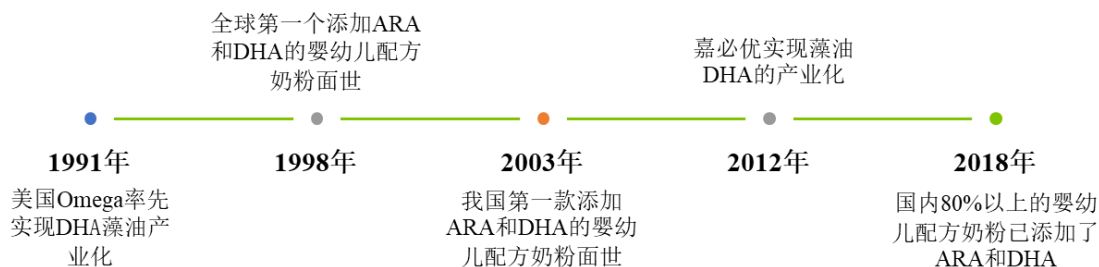 全球第一个添加ARA
和DHA的婴幼儿配方
奶粉面世
嘉必优实现藻油
DHA的产业化
1991年
1998年
2003年
2012年
2018年
美国Omega率先
实现DHA藻油产
业化
我国第一款添加
ARA和DHA的婴幼
儿配方奶粉面世
国内80%以上的婴幼
儿配方奶粉已添加了
ARA和DHA